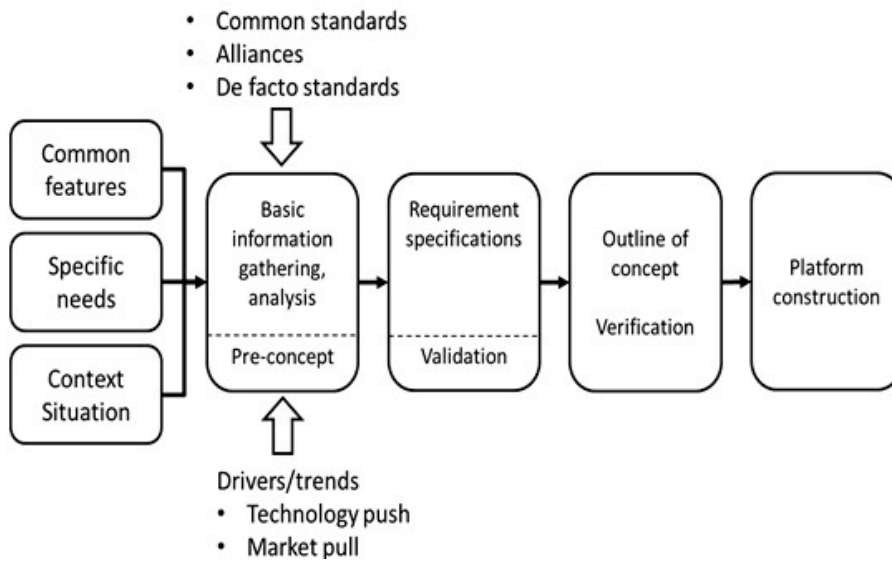 • Common standards
• Alliances
• De facto standards
Common
features
Specific
needs
Context
Situation
Basic
information
gathering,
analysis
Pre-concept
Requirement
specifications
Validation
Outline of
concept
Verification
Platform
construction
Drivers/trends
• Technology push
• Market pull